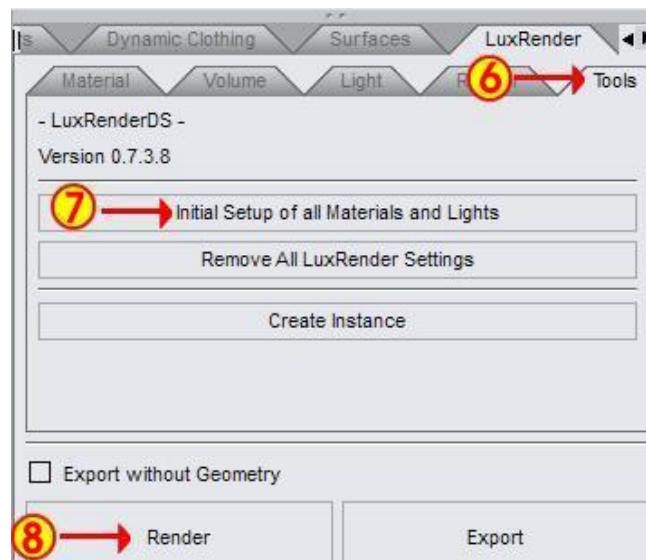 Dynamic Clothing Surfaces LuxRender
Material Volume Light 6 Tools
- LuxRenderDS -
Version 0.7.3.8
7 Initial Setup of all Materials and Lights
Remove All LuxRender Settings
Create Instance
Export without Geometry
8 Render Export